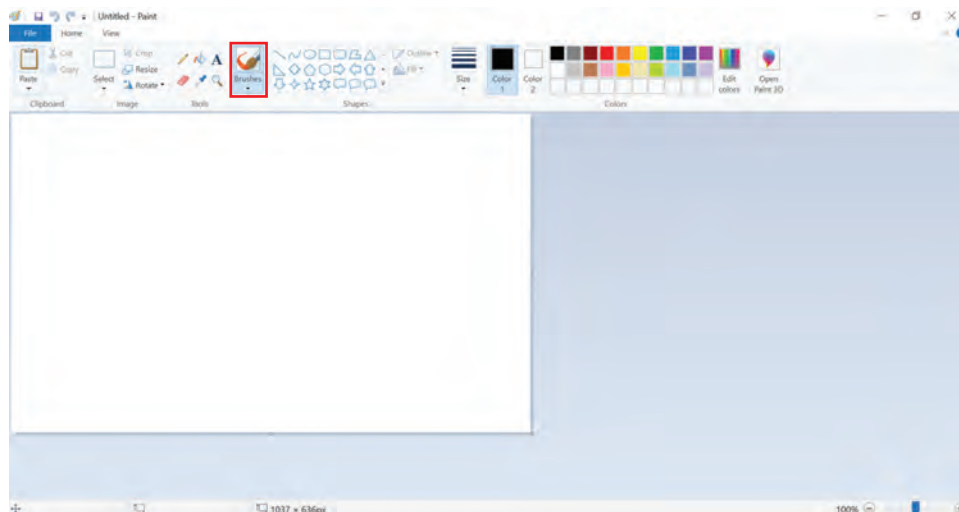 Untitled - Paint
File Home View
Paste
Cut
Copy
Clipboard
Select
Crop
Resize
Rotate
Image
A
Tools
Brushes
Shapes
Outline
Fill
Size
Color 1
Color 2
Colors
Edit colors
Open Paint 3D
1037 × 636px
100%